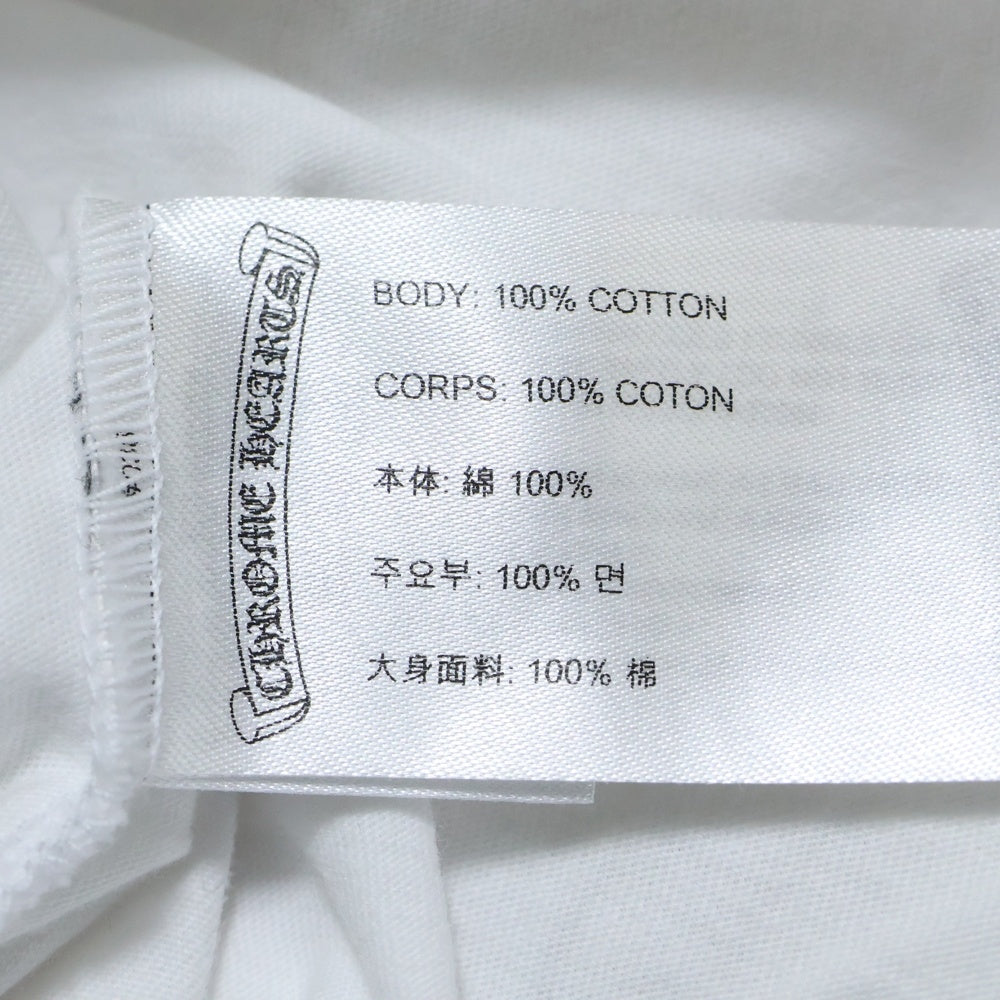 CHROME HEARTS
BODY: 100% COTTON
CORPS: 100% COTON
本体: 綿 100%
주요부: 100% 면
大身面料: 100% 棉